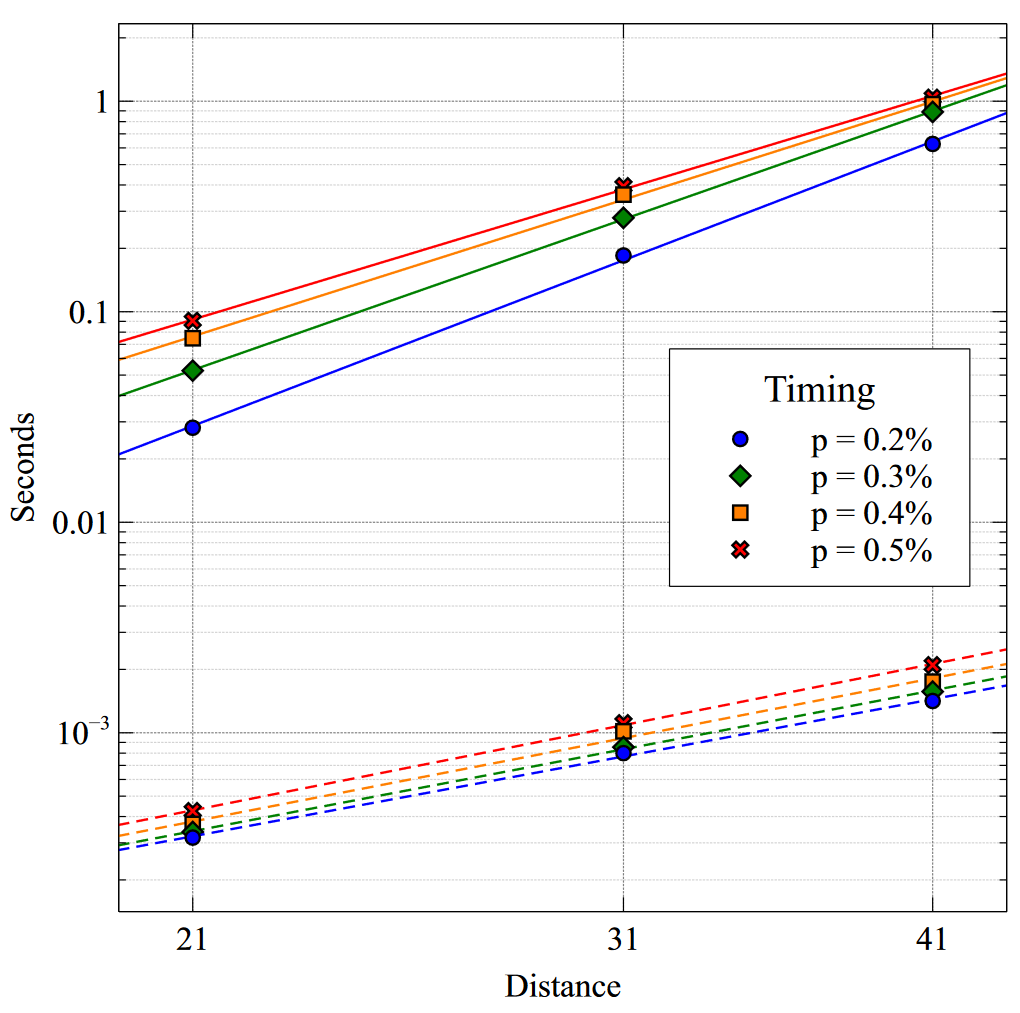 1
0.1
0.01
10⁻³
Seconds
Timing
p = 0.2%
p = 0.3%
p = 0.4%
p = 0.5%
21 31 41
Distance